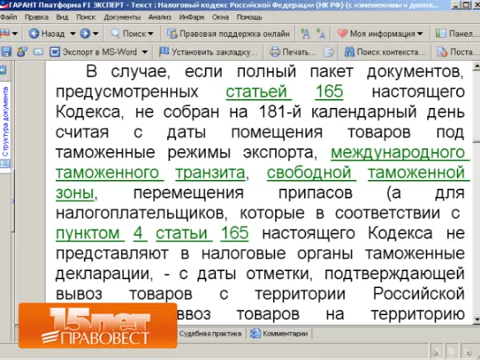 ГАРАНТ Платформа F1 ЭКСПЕРТ - Текст : Налоговый кодекс Российской Федерации (НК РФ) (с изменениями и допол...
Файл Правка Вид Поиск Документы Анализ ИнФарм Окна Помощь
Назад Поиск Правовая поддержка онлайн Моя информация
Экспорт в MS-Word Установить закладку... Печать... Поиск контекста... Поста...
Структура документа
В случае, если полный пакет документов,
предусмотренных статьей 165 настоящего
Кодекса, не собран на 181-й календарный день
считая с даты помещения товаров под
таможенные режимы экспорта, международного
таможенного транзита, свободной таможенной
зоны, перемещения припасов (а для
налогоплательщиков, которые в соответствии с
пунктом 4 статьи 165 настоящего Кодекса не
представляют в налоговые органы таможенные
декларации, - с даты отметки, подтверждающей
вывоз товаров с территории Российской
ввоз товаров на территорию
15 лет
ПРАВОВЕСТ
Судебная практика Комментарии